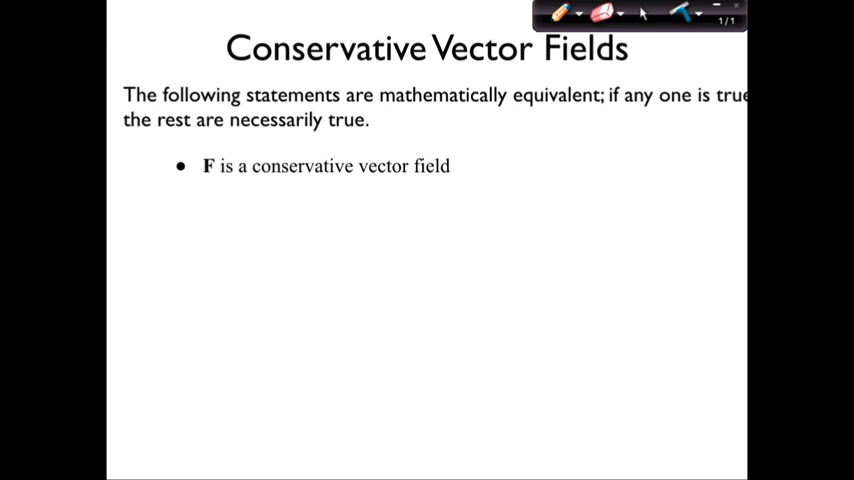 1/1
Conservative Vector Fields
The following statements are mathematically equivalent; if any one is true
the rest are necessarily true.
● F is a conservative vector field